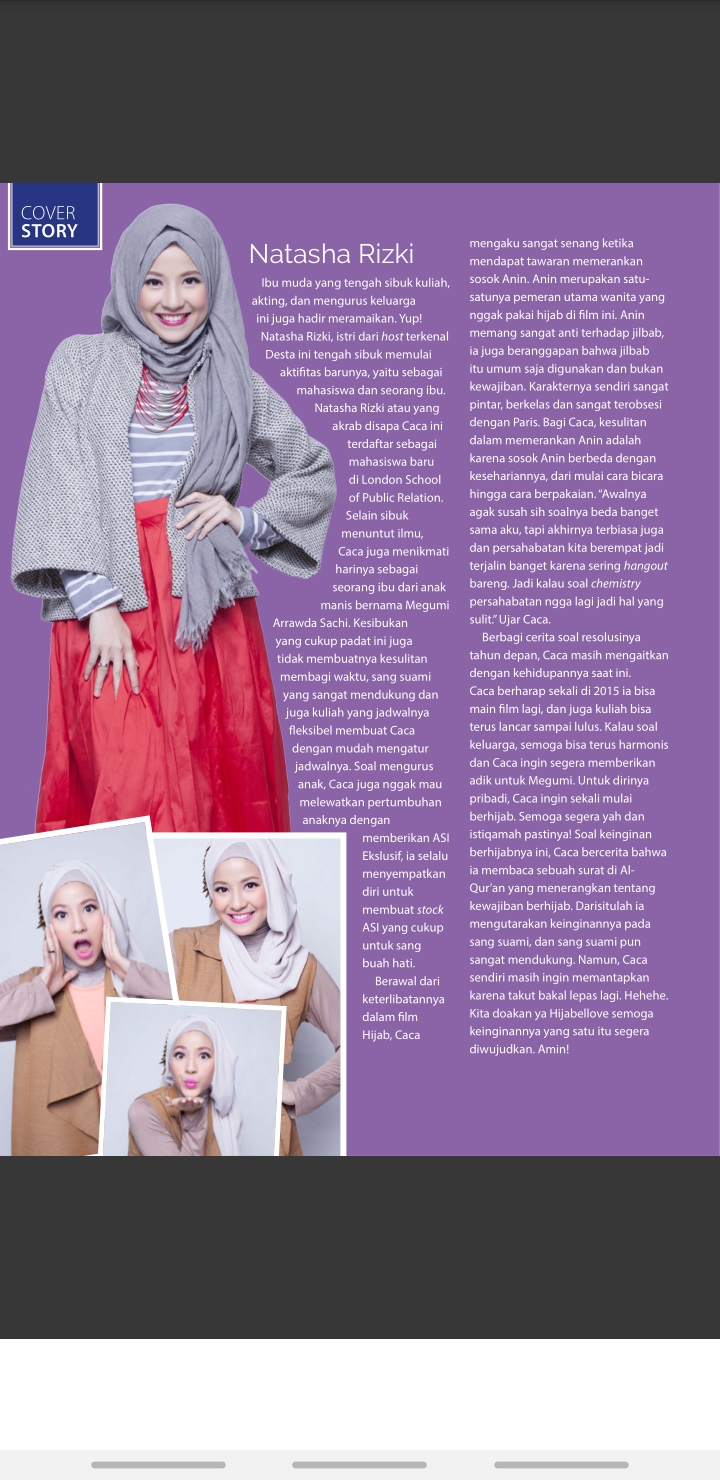 COVER
STORY
Natasha Rizki
Ibu muda yang tengah sibuk kuliah,
akting, dan mengurus keluarga
ini juga hadir meramaikan. Yup!
Natasha Rizki, istri dari host terkenal
Desta ini tengah sibuk memulai
aktifitas barunya, yaitu sebagai
mahasiswa dan seorang ibu.
Natasha Rizki atau yang
akrab disapa Caca ini
terdaftar sebagai
mahasiswa baru
di London School
of Public Relation.
Selain sibuk
menuntut ilmu,
Caca juga menikmati
harinya sebagai
seorang ibu dari anak
manis bernama Megumi
Arrawda Sachi. Kesibukan
yang cukup padat ini juga
tidak membuatnya kesulitan
membagi waktu, sang suami
yang sangat mendukung dan
juga kuliah yang jadwalnya
fleksibel membuat Caca
dengan mudah mengatur
jadwalnya. Soal mengurus
anak, Caca juga nggak mau
melewatkan pertumbuhan
anaknya dengan
memberikan ASI
Ekslusif, ia selalu
menyempatkan
diri untuk
membuat stock
ASI yang cukup
untuk sang
buah hati.
Berawal dari
keterlibatannya
dalam film
Hijab, Caca
mengaku sangat senang ketika
mendapat tawaran memerankan
sosok Anin. Anin merupakan satu-
satunya pemeran utama wanita yang
nggak pakai hijab di film ini. Anin
memang sangat anti terhadap jilbab,
ia juga beranggapan bahwa jilbab
itu umum saja digunakan dan bukan
kewajiban. Karakternya sendiri sangat
pintar, berkelas dan sangat terobsesi
dengan Paris. Bagi Caca, kesulitan
dalam memerankan Anin adalah
karena sosok Anin berbeda dengan
kesehariannya, dari mulai cara bicara
hingga cara berpakaian. “Awalnya
agak susah sih soalnya beda banget
sama aku, tapi akhirnya terbiasa juga
dan persahabatan kita berempat jadi
terjalin banget karena sering hangout
bareng. Jadi kalau soal chemistry
persahabatan ngga lagi jadi hal yang
sulit.” Ujar Caca.
Berbagi cerita soal resolusinya
tahun depan, Caca masih mengaitkan
dengan kehidupannya saat ini.
Caca berharap sekali di 2015 ia bisa
main film lagi, dan juga kuliah bisa
terus lancar sampai lulus. Kalau soal
keluarga, semoga bisa terus harmonis
dan Caca ingin segera memberikan
adik untuk Megumi. Untuk dirinya
pribadi, Caca ingin sekali mulai
berhijab. Semoga segera yah dan
istiqamah pastinya! Soal keinginan
berhijabnya ini, Caca bercerita bahwa
ia membaca sebuah surat di Al-
Qur’an yang menerangkan tentang
kewajiban berhijab. Darisitulah ia
mengutarakan keinginannya pada
sang suami, dan sang suami pun
sangat mendukung. Namun, Caca
sendiri masih ingin memantapkan
karena takut bakal lepas lagi. Hehehe.
Kita doakan ya Hijabellove semoga
keinginannya yang satu itu segera
diwujudkan. Amin!